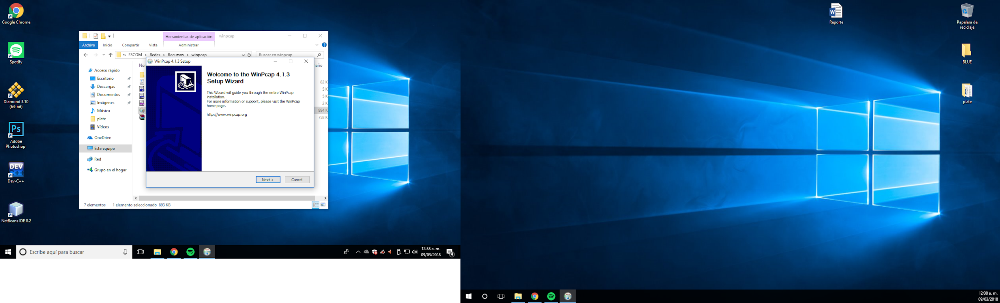 Google Chrome
Spotify
Diamond 3.10
(64-bit)
Ps
Adobe
Photoshop
DEV
C++
Dev-C++
NetBeans IDE 8.2
Herramientas de aplicación
winpcap
Archivo
Inicio
Compartir
Vista
Administrar
« ESCOM > Redes > Recursos > winpcap
Buscar en winpcap
Acceso rápido
Escritorio
Descargas
Documentos
Imágenes
Música
plate
Vídeos
OneDrive
Este equipo
Red
Grupo en el hogar
82 K
5 K
5 K
2 K
894 K
758 K
WinPcap 4.1.3 Setup
Welcome to the WinPcap 4.1.3
Setup Wizard
This Wizard will guide you through the entire WinPcap
installation.
For more information or support, please visit the WinPcap
home page.
http://www.winpcap.org
Next >
Cancel
7 elementos
1 elemento seleccionado 893 KB
Escribe aquí para buscar
12:38 a. m.
09/03/2018
4
W
Reporte
Papelera de
reciclaje
BLUE
plate
12:38 a. m.
09/03/2018